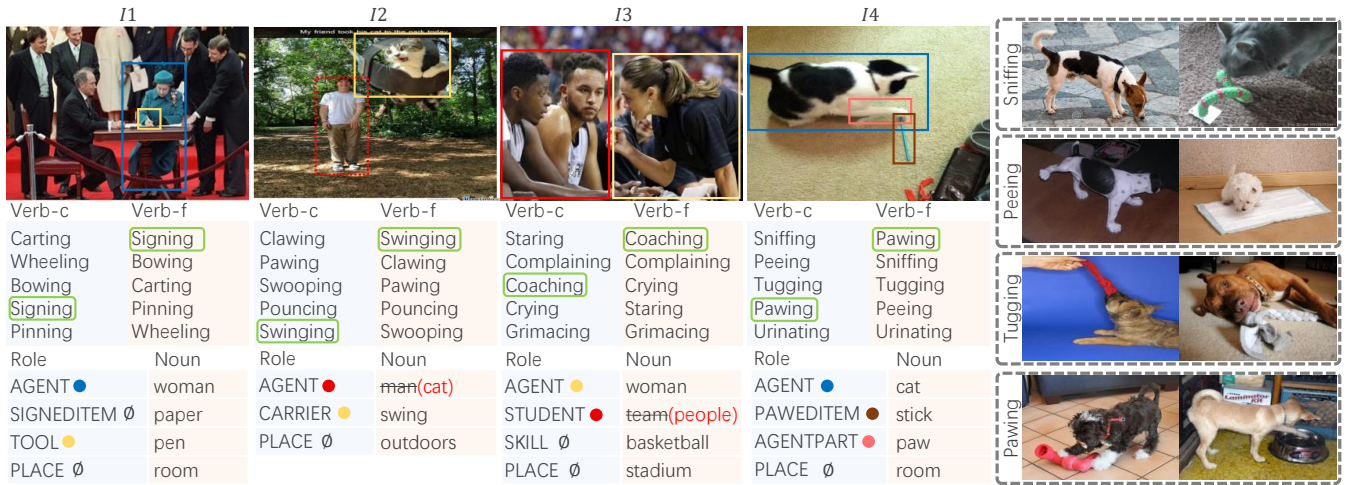 I1 I2 I3 I4
My friend took his cat to the park today.
Verb-c Verb-f
Carting Signing
Wheeling Bowing
Bowing Carting
Signing Pinning
Pinning Wheeling
Role Noun
AGENT woman
SIGNEDITEM Ø paper
TOOL pen
PLACE Ø room
Verb-c Verb-f
Clawing Swinging
Pawing Clawing
Swooping Pawing
Pouncing Pouncing
Swinging Swooping
Role Noun
AGENT man(cat)
CARRIER swing
PLACE Ø outdoors
Verb-c Verb-f
Staring Coaching
Complaining Complaining
Coaching Crying
Crying Staring
Grimacing Grimacing
Role Noun
AGENT woman
STUDENT team(people)
SKILL Ø basketball
PLACE Ø stadium
Verb-c Verb-f
Sniffing Pawing
Peeing Sniffing
Tugging Tugging
Pawing Peeing
Urinating Urinating
Role Noun
AGENT cat
PAWEDITEM stick
AGENTPART paw
PLACE Ø room
Sniffing
Peeing
Tugging
Pawing